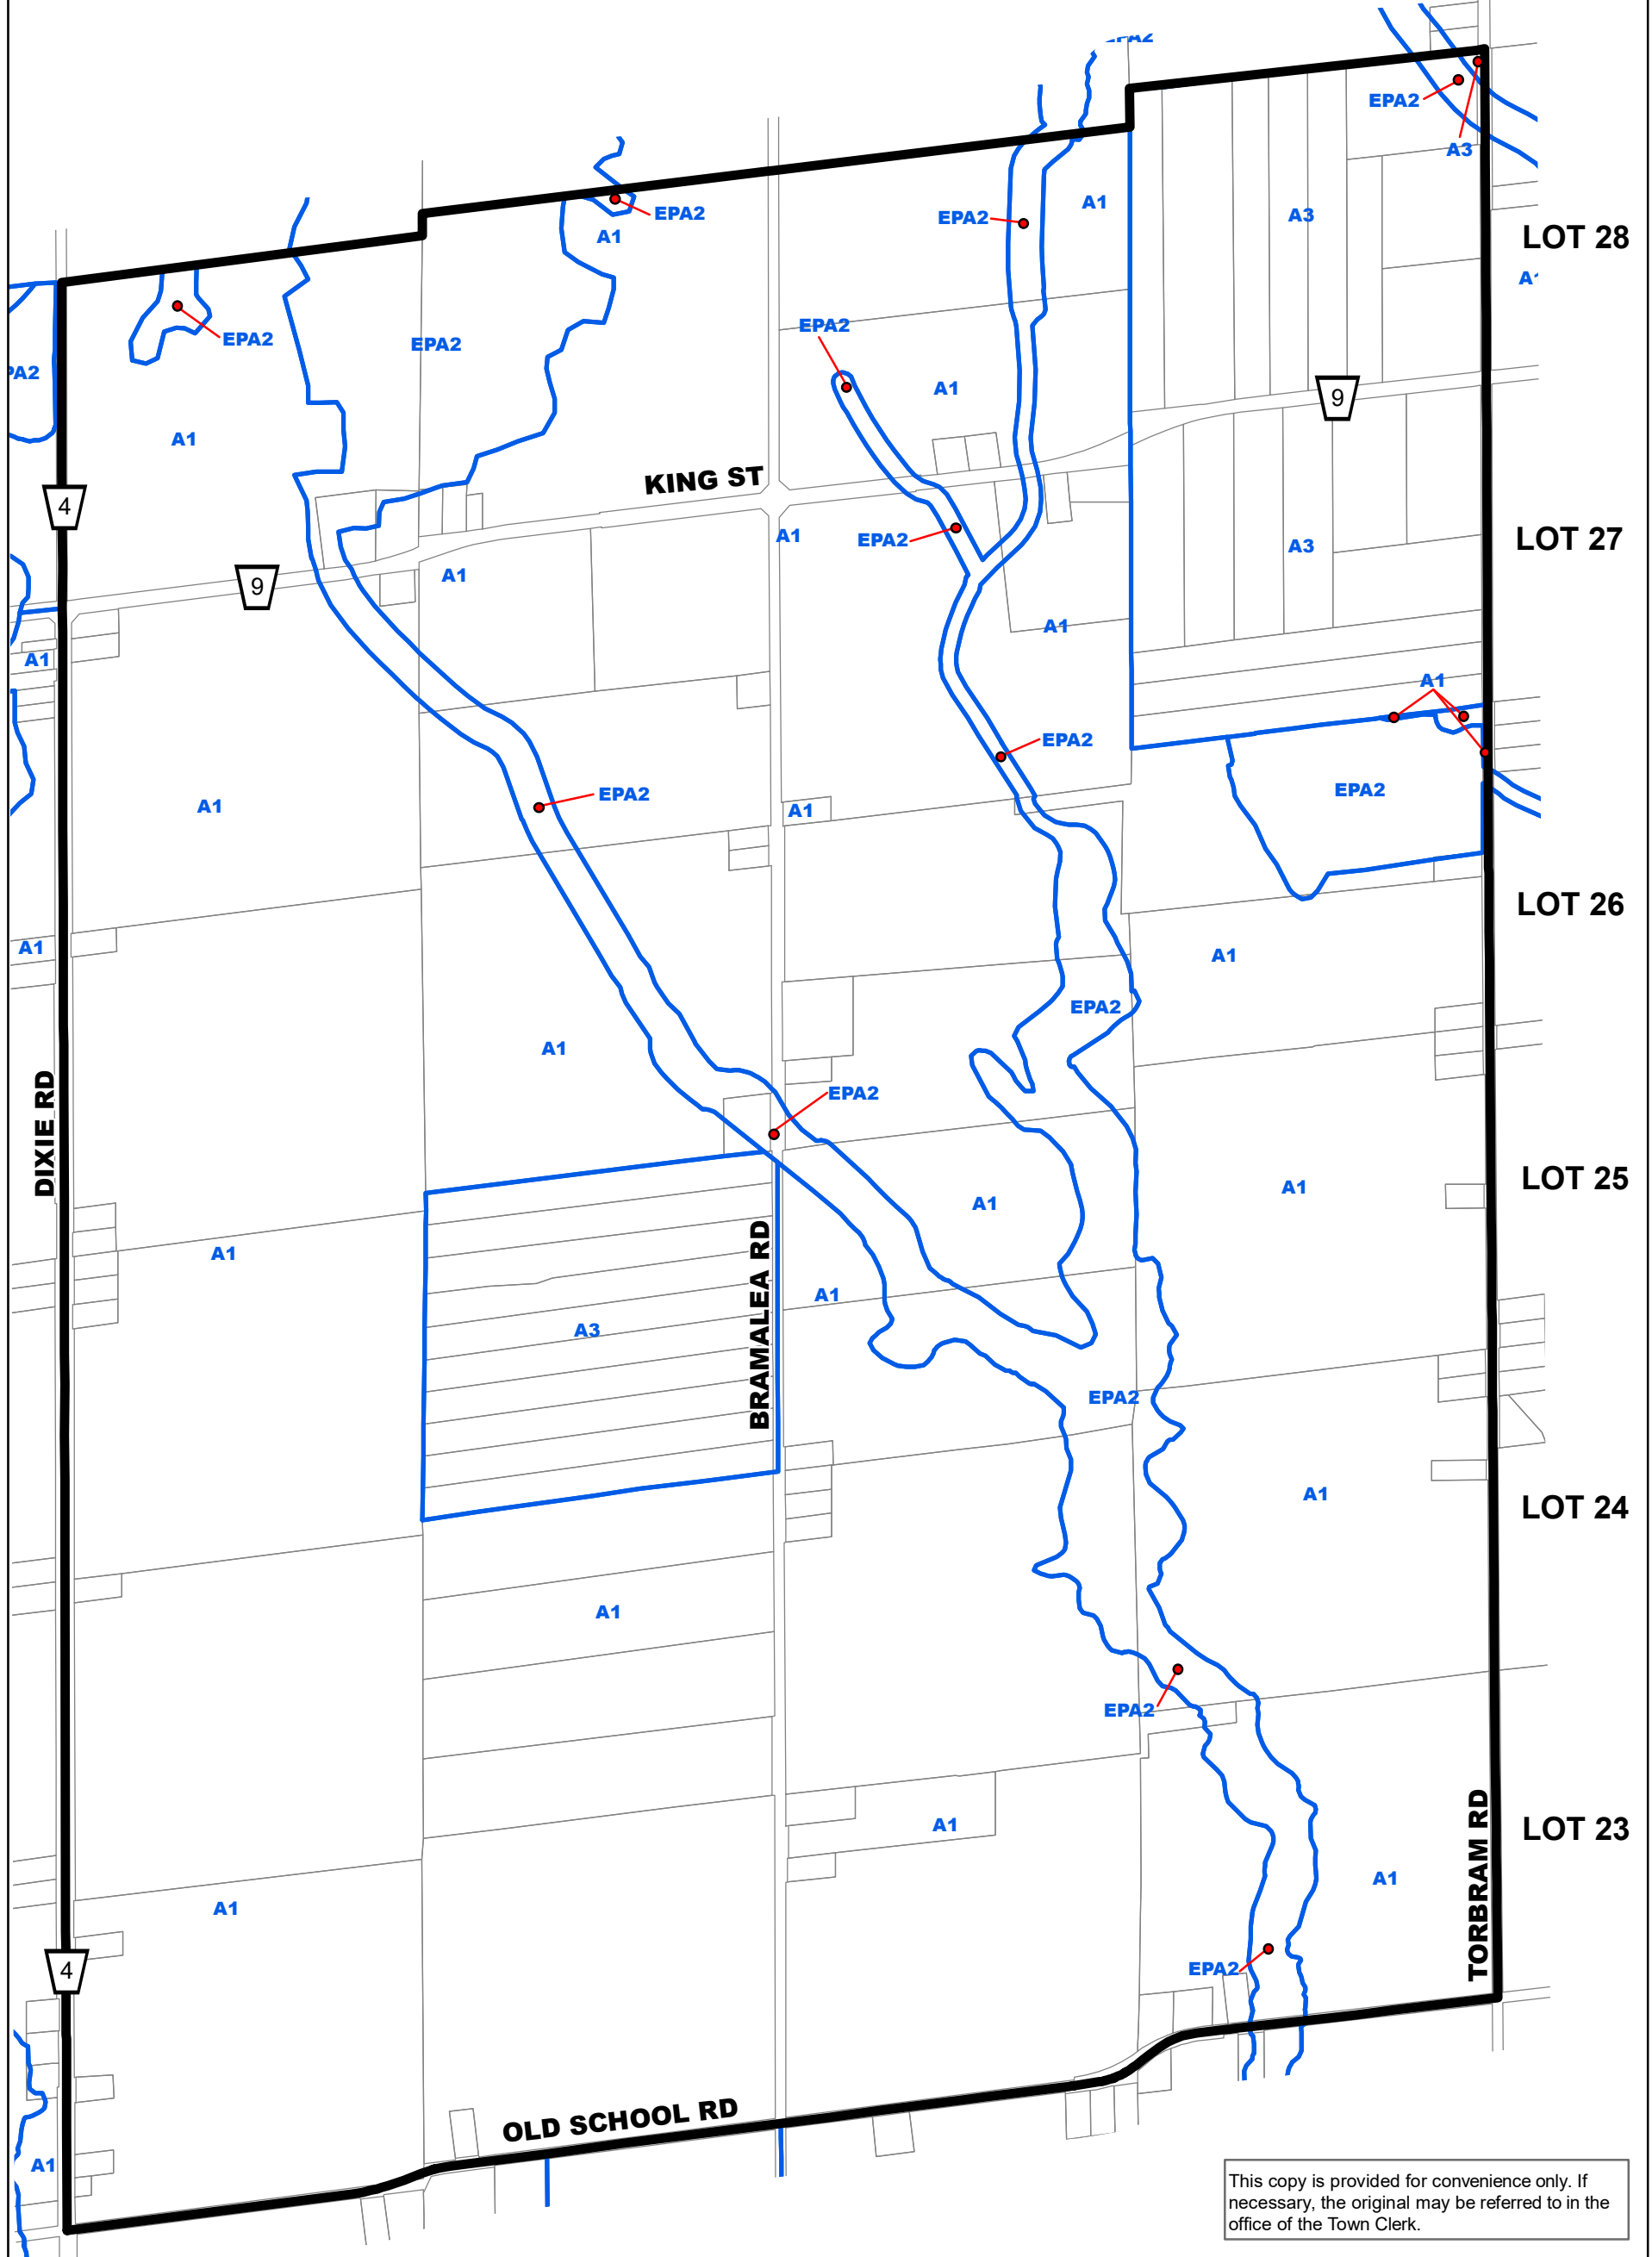 EPA2
A3
EPA2
A1
EPA2
A1
EPA2
A3
LOT 28
A1
EPA2
EPA2
EPA2
A1
A1
9
KING ST
4
A1
EPA2
A3
LOT 27
9
A1
A1
A1
A1
EPA2
EPA2
EPA2
A1
A1
LOT 26
A1
A1
EPA2
A1
EPA2
DIXIE RD
LOT 25
A1
A1
A1
BRAMALEA RD
A1
A3
EPA2
A1
LOT 24
A1
EPA2
A1
TORBRAM RD
LOT 23
A1
A1
4
EPA2
OLD SCHOOL RD
A1
This copy is provided for convenience only. If
necessary, the original may be referred to in the
office of the Town Clerk.